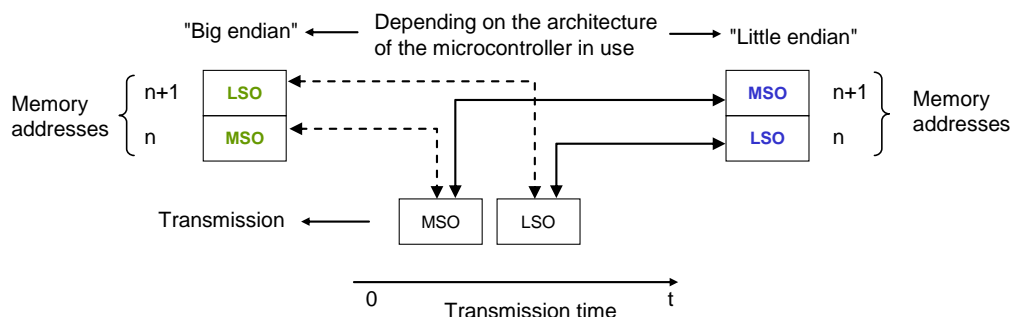 "Big endian"
Depending on the architecture
of the microcontroller in use
"Little endian"
Memory
addresses
n+1
n
LSO
MSO
MSO
LSO
n+1
n
Memory
addresses
Transmission
MSO
LSO
0
t
Transmission time